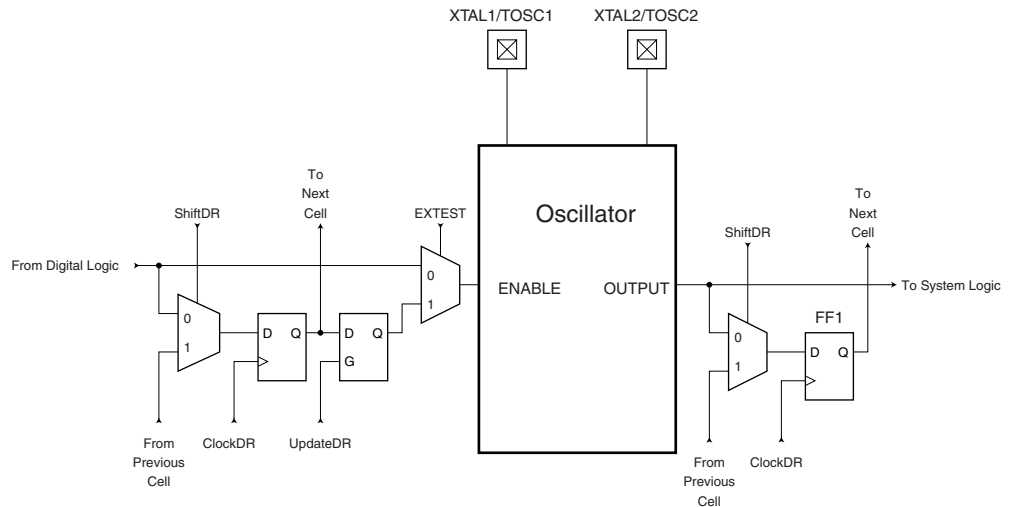 XTAL1/TOSC1
XTAL2/TOSC2
To
Next
Cell
ShiftDR
EXTEST
From Digital Logic
0
1
D Q
D Q
G
0
1
From
Previous
Cell
ClockDR
UpdateDR
Oscillator
ENABLE
OUTPUT
To
Next
Cell
ShiftDR
To System Logic
FF1
0
1
D Q
From
Previous
Cell
ClockDR